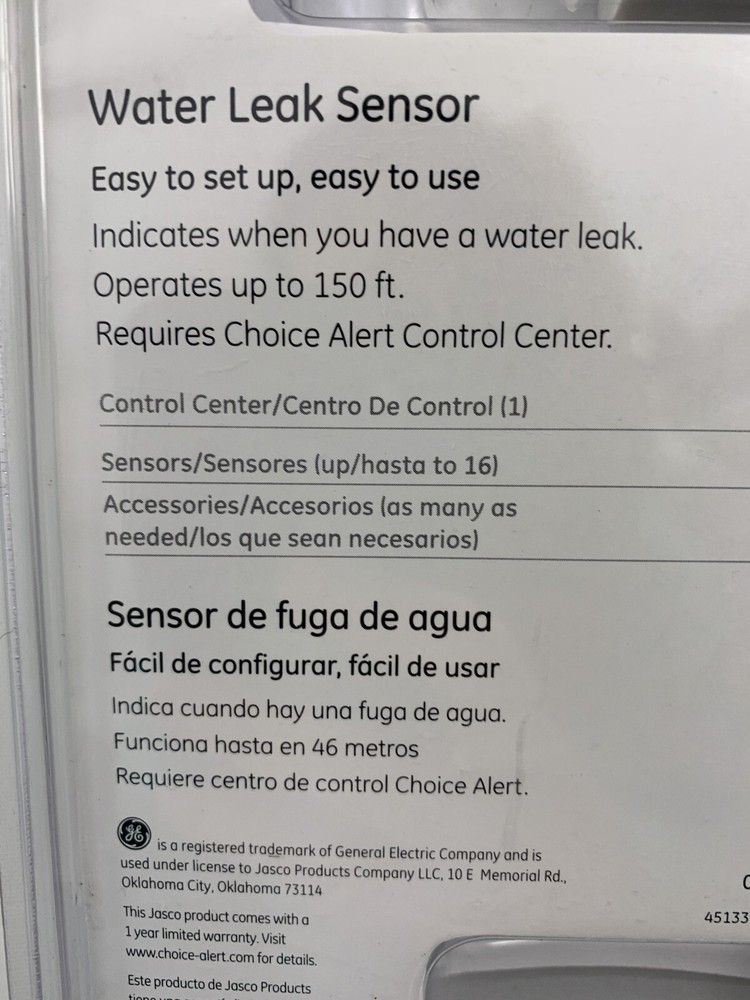 Water Leak Sensor
Easy to set up, easy to use
Indicates when you have a water leak.
Operates up to 150 ft.
Requires Choice Alert Control Center.
Control Center/Centro De Control (1)
Sensors/Sensores (up/hasta to 16)
Accessories/Accesorios (as many as
needed/los que sean necesarios)
Sensor de fuga de agua
Fácil de configurar, fácil de usar
Indica cuando hay una fuga de agua.
Funciona hasta en 46 metros
Requiere centro de control Choice Alert.
GE is a registered trademark of General Electric Company and is
used under license to Jasco Products Company LLC, 10 E Memorial Rd.,
Oklahoma City, Oklahoma 73114
This Jasco product comes with a
1 year limited warranty. Visit
www.choice-alert.com for details.
45133
Este producto de Jasco Products